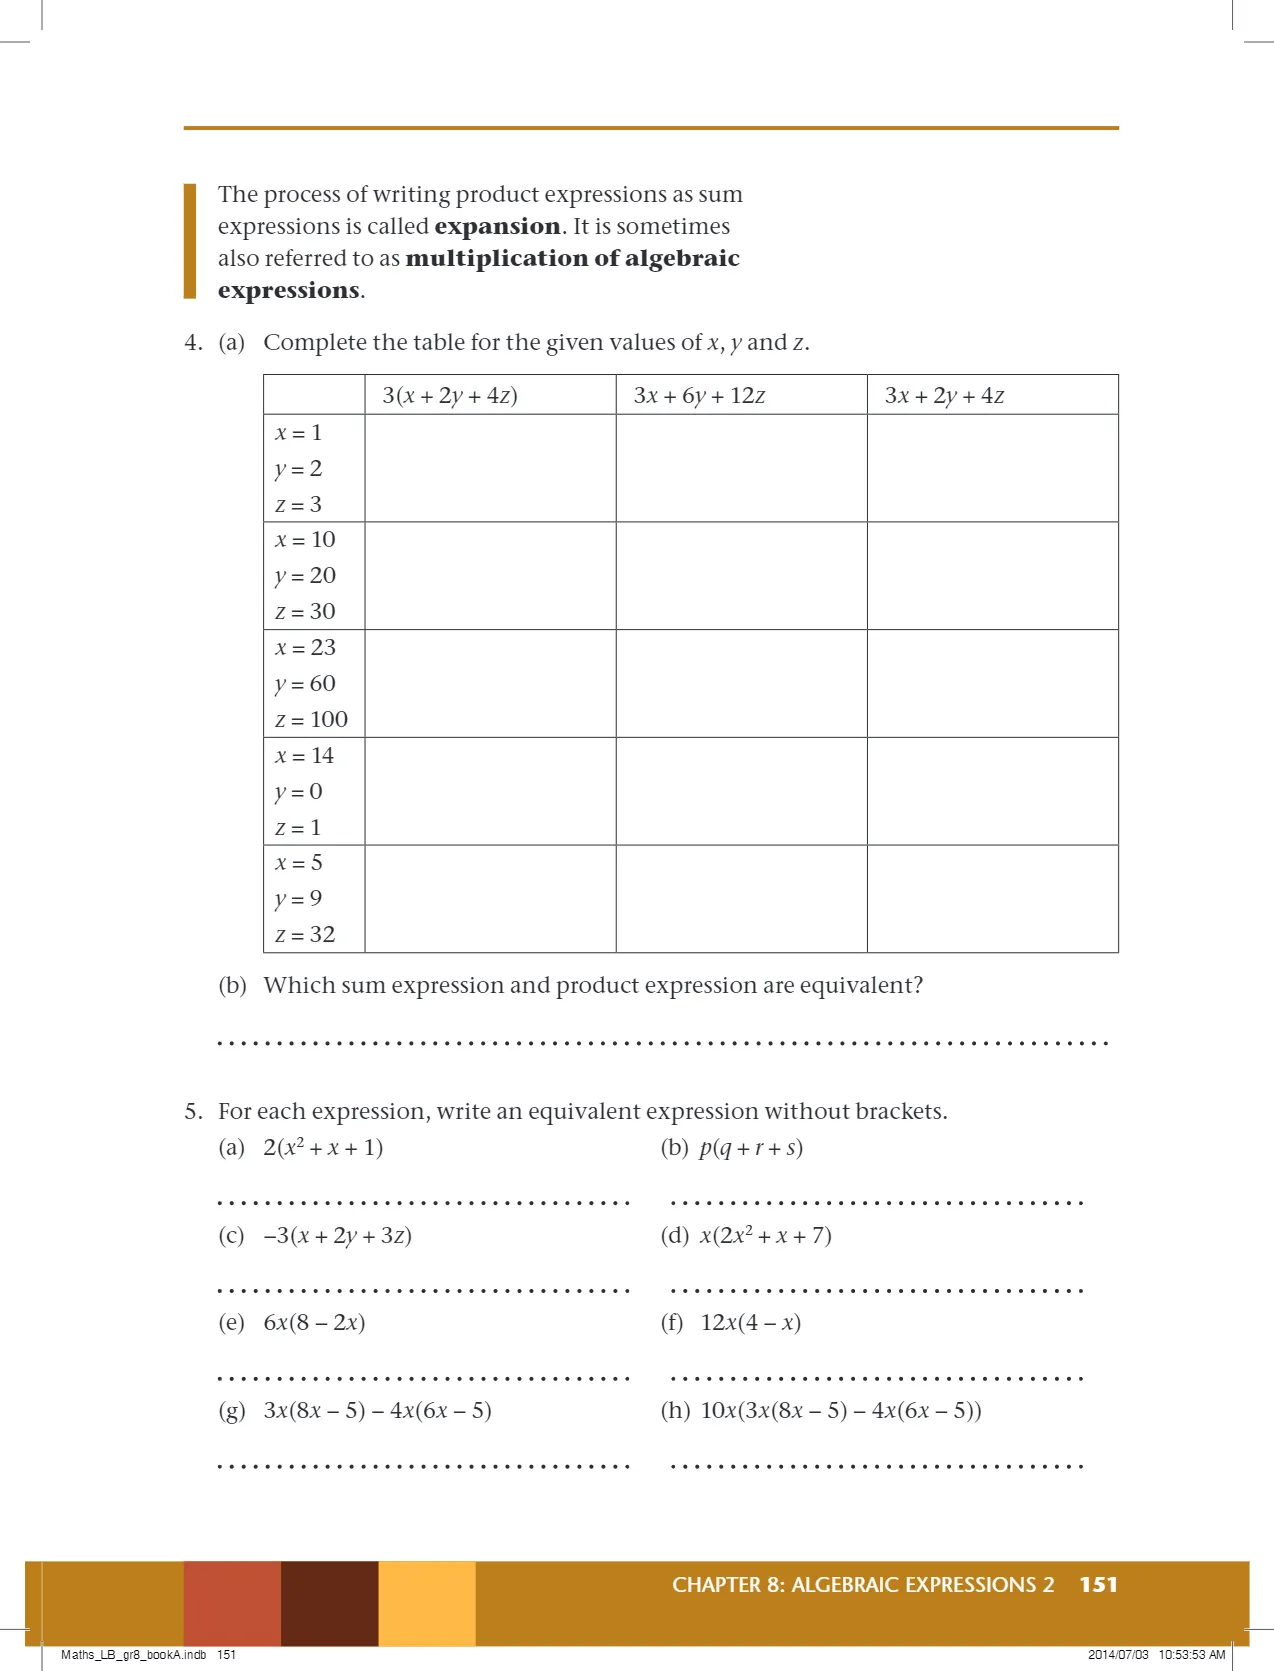 The process of writing product expressions as sum
expressions is called expansion. It is sometimes
also referred to as multiplication of algebraic
expressions.
4. (a) Complete the table for the given values of x, y and z.
3(x + 2y + 4z) 3x + 6y + 12z 3x + 2y + 4z
x = 1
y = 2
z = 3
x = 10
y = 20
z = 30
x = 23
y = 60
z = 100
x = 14
y = 0
z = 1
x = 5
y = 9
z = 32
(b) Which sum expression and product expression are equivalent?
5. For each expression, write an equivalent expression without brackets.
(a) 2(x² + x + 1) (b) p(q + r + s)
(c) –3(x + 2y + 3z) (d) x(2x² + x + 7)
(e) 6x(8 – 2x) (f) 12x(4 – x)
(g) 3x(8x – 5) – 4x(6x – 5) (h) 10x(3x(8x – 5) – 4x(6x – 5))
CHAPTER 8: ALGEBRAIC EXPRESSIONS 2 151
Maths_LB_gr8_bookA.indb 151 2014/07/03 10:53:53 AM